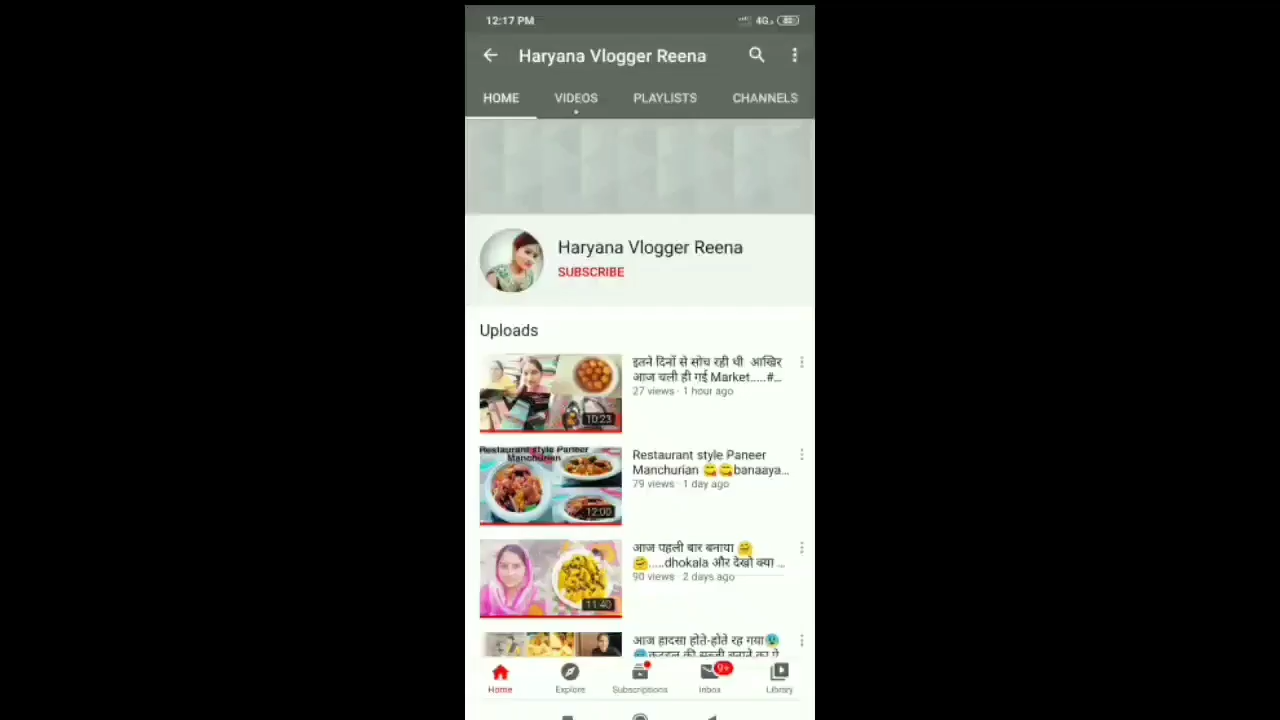 12:17 PM
4G
Haryana Vlogger Reena
HOME VIDEOS PLAYLISTS CHANNELS
Haryana Vlogger Reena
SUBSCRIBE
Uploads
इतने दिनों से सोच रही थी आखिर
आज चली ही गई Market.....#...
27 views · 1 hour ago
10:23
Restaurant style Paneer
Manchurian
12:00
Restaurant style Paneer
Manchurian 😋😋banaaya...
79 views · 1 day ago
आज पहली बार बनाया 🤗
🤗.....dhokala और देखो क्या ...
90 views · 2 days ago
11:40
आज हादसा होते-होते रह गया😰
Home Explore Subscriptions Inbox Library
9+